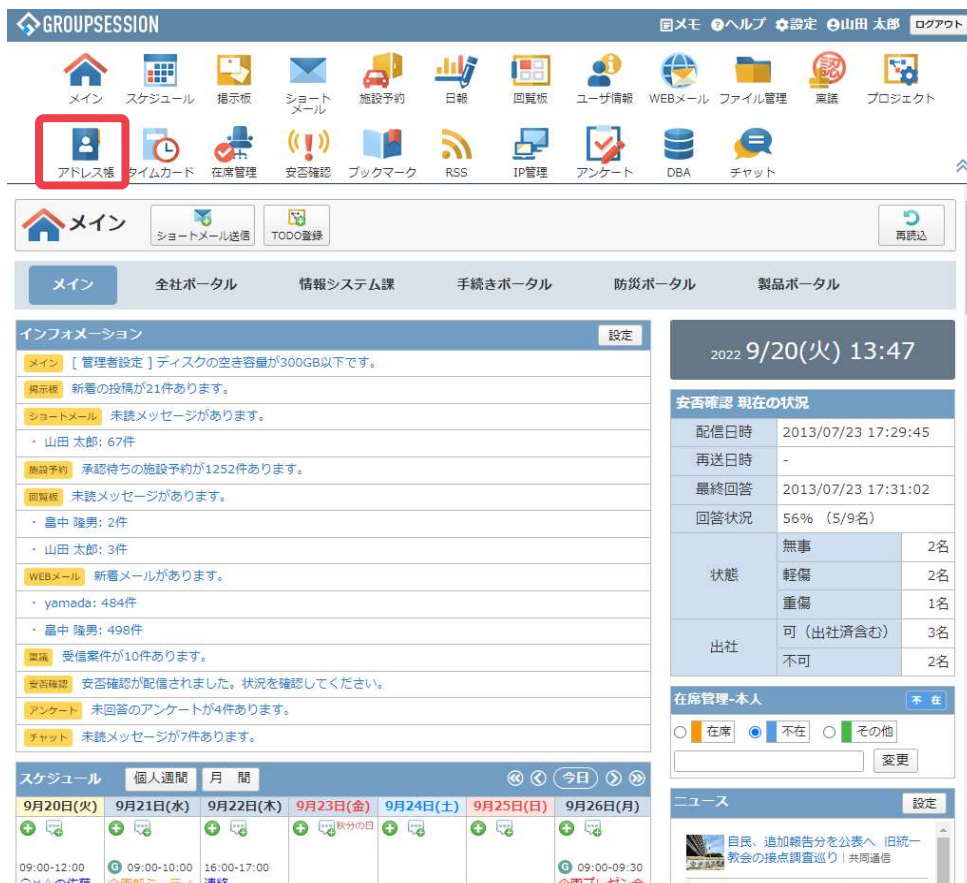 GROUPSESSION
メモ ヘルプ 設定 山田 太郎 ログアウト
メイン スケジュール 掲示板 ショートメール 施設予約 日報 回覧板 ユーザ情報 WEBメール ファイル管理 稟議 プロジェクト
アドレス帳 タイムカード 在席管理 安否確認 ブックマーク RSS IP管理 アンケート DBA チャット
メイン ショートメール送信 TODO登録 再読込
メイン 全社ポータル 情報システム課 手続きポータル 防災ポータル 製品ポータル
インフォメーション 設定
メイン [ 管理者設定 ] ディスクの空き容量が300GB以下です。
掲示板 新着の投稿が21件あります。
ショートメール 未読メッセージがあります。
・ 山田 太郎: 67件
施設予約 承認待ちの施設予約が1252件あります。
回覧板 未読メッセージがあります。
・ 畠中 隆男: 2件
・ 山田 太郎: 3件
WEBメール 新着メールがあります。
・ yamada: 484件
・ 畠中 隆男: 498件
稟議 受信案件が10件あります。
安否確認 安否確認が配信されました。状況を確認してください。
アンケート 未回答のアンケートが4件あります。
チャット 未読メッセージが7件あります。
スケジュール 個人週間 月 間 今日
9月20日(火) 9月21日(水) 9月22日(木) 9月23日(金) 9月24日(土) 9月25日(日) 9月26日(月)
秋分の日
09:00-12:00 G 09:00-10:00 16:00-17:00 G 09:00-09:30
2022 9/20(火) 13:47
安否確認 現在の状況
配信日時 2013/07/23 17:29:45
再送日時 -
最終回答 2013/07/23 17:31:02
回答状況 56% (5/9名)
状態 無事 2名
軽傷 2名
重傷 1名
出社 可（出社済含む） 3名
不可 2名
在席管理-本人 不 在
在席 不在 その他
変更
ニュース 設定
自民、追加報告分を公表へ 旧統一
教会の接点調査巡り | 共同通信